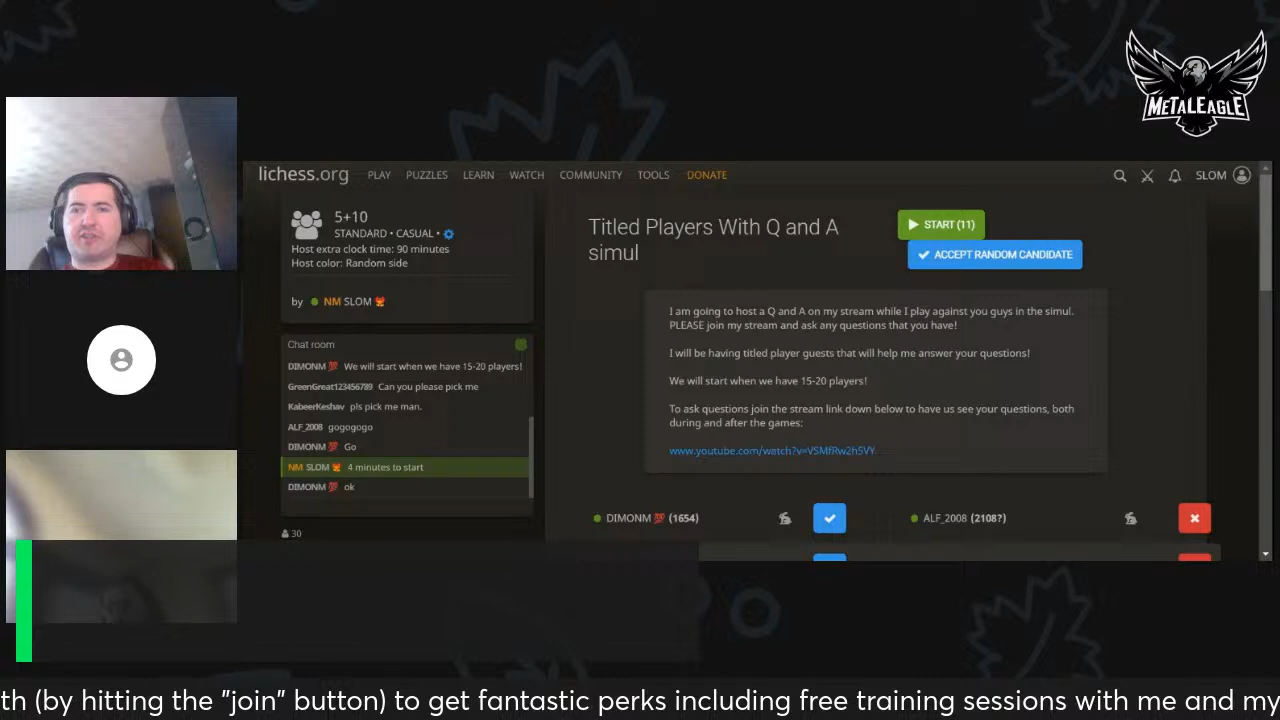 METALEAGLE
lichess.org PLAY PUZZLES LEARN WATCH COMMUNITY TOOLS DONATE SLOM
5+10
STANDARD • CASUAL •
Host extra clock time: 90 minutes
Host color: Random side
by NM SLOM
Chat room
DIMONM 💯 We will start when we have 15-20 players!
GreenGreat123456789 Can you please pick me
KabeerKeshav pls pick me man.
ALF_2008 gogogogo
DIMONM 💯 Go
NM SLOM 4 minutes to start
DIMONM 💯 ok
30
Titled Players With Q and A
simul
START (11)
ACCEPT RANDOM CANDIDATE
I am going to host a Q and A on my stream while I play against you guys in the simul.
PLEASE join my stream and ask any questions that you have!
I will be having titled player guests that will help me answer your questions!
We will start when we have 15-20 players!
To ask questions join the stream link down below to have us see your questions, both
during and after the games:
www.youtube.com/watch?v=VSMfRw2h5VY
DIMONM 💯 (1654)
ALF_2008 (2108?)
th (by hitting the "join" button) to get fantastic perks including free training sessions with me and my